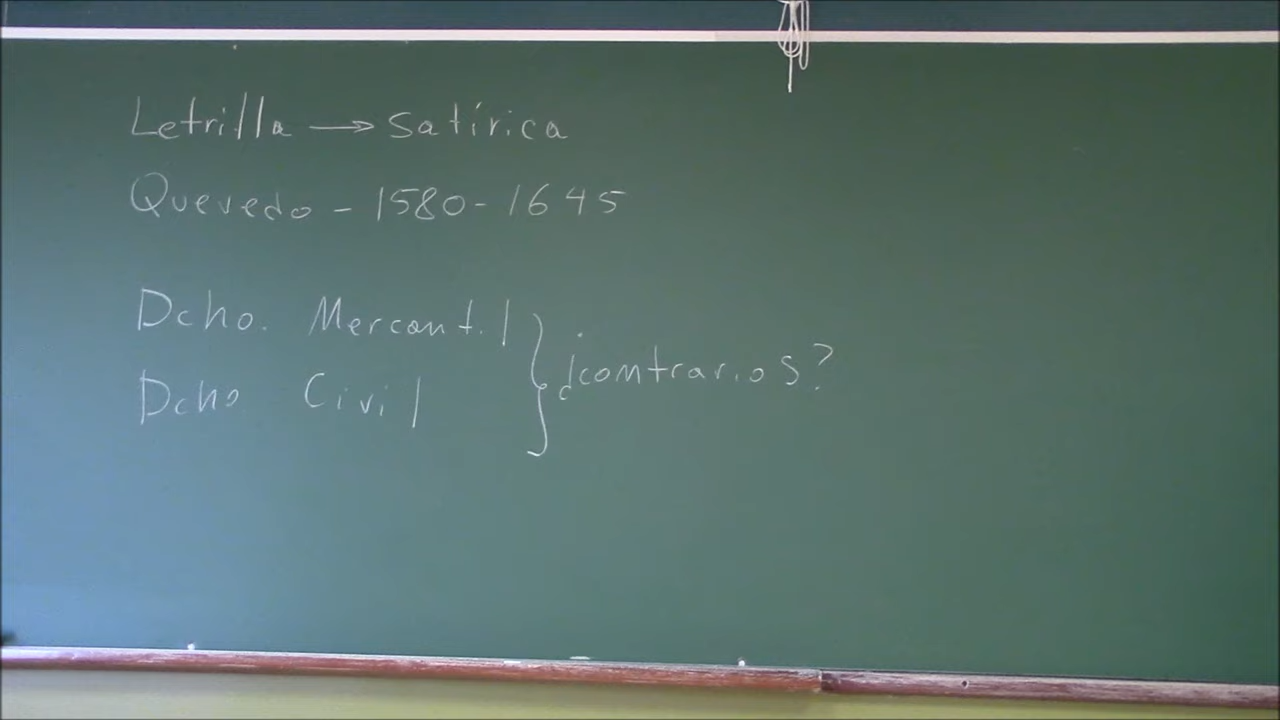 Letrilla → satírica
Quevedo - 1580 - 1645
Dcho. Mercantil
Dcho Civil
¿contrarios?